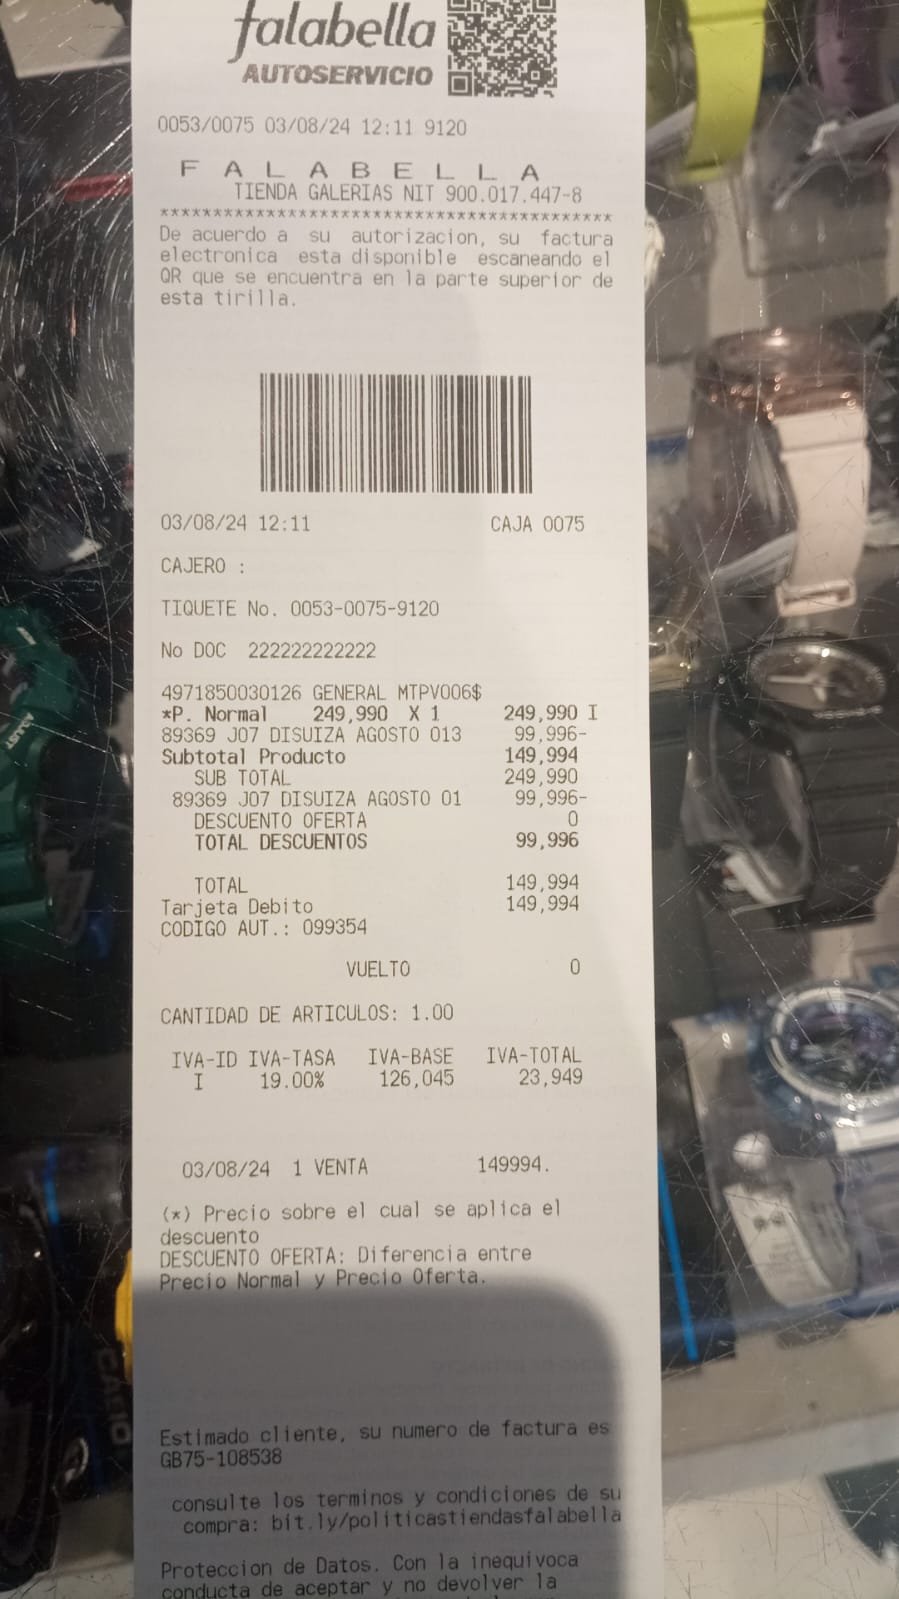 falabella
AUTOSERVICIO
0053/0075 03/08/24 12:11 9120
F A L A B E L L A
TIENDA GALERIAS NIT 900.017.447-8
*******************************************
De acuerdo a su autorizacion, su factura
electronica esta disponible escaneando el
QR que se encuentra en la parte superior de
esta tirilla.
03/08/24 12:11 CAJA 0075
CAJERO :
TIQUETE No. 0053-0075-9120
No DOC 222222222222
4971850030126 GENERAL MTPV006$
*P. Normal 249,990 X 1 249,990 I
89369 J07 DISUIZA AGOSTO 013 99,996-
Subtotal Producto 149,994
SUB TOTAL 249,990
89369 J07 DISUIZA AGOSTO 01 99,996-
DESCUENTO OFERTA 0
TOTAL DESCUENTOS 99,996
TOTAL 149,994
Tarjeta Debito 149,994
CODIGO AUT.: 099354
VUELTO 0
CANTIDAD DE ARTICULOS: 1.00
IVA-ID IVA-TASA IVA-BASE IVA-TOTAL
I 19.00% 126,045 23,949
03/08/24 1 VENTA 149994.
(*) Precio sobre el cual se aplica el
descuento
DESCUENTO OFERTA: Diferencia entre
Precio Normal y Precio Oferta.
Estimado cliente, su numero de factura es
GB75-108538
consulte los terminos y condiciones de su
compra: bit.ly/politicastiendasfalabella
Proteccion de Datos. Con la inequivoca
conducta de aceptar y no devolver la
ADJUST
CASIO